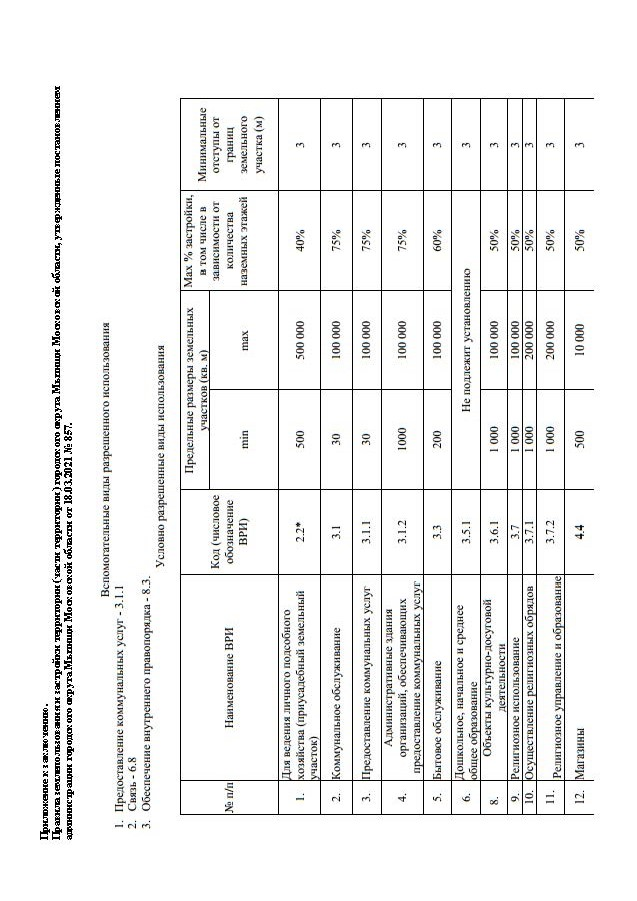 Приложение к заключению.
Правила землепользования и застройки территории (части территории) городского округа Мытищи Московской области, утвержденные постановлением
администрации городского округа Мытищи Московской области от 18.03.2021 № 857.
Вспомогательные виды разрешенного использования
1. Предоставление коммунальных услуг - 3.1.1
2. Связь - 6.8
3. Обеспечение внутреннего правопорядка - 8.3.
Условно разрешенные виды использования
№ п/п Наименование ВРИ Код (числовое обозначение ВРИ) Предельные размеры земельных участков (кв. м) min max Max % застройки, в том числе в зависимости от количества наземных этажей Минимальные отступы от границ земельного участка (м)
1. Для ведения личного подсобного хозяйства (приусадебный земельный участок) 2.2* 500 500 000 40% 3
2. Коммунальное обслуживание 3.1 30 100 000 75% 3
3. Предоставление коммунальных услуг 3.1.1 30 100 000 75% 3
4. Административные здания организаций, обеспечивающих предоставление коммунальных услуг 3.1.2 1000 100 000 75% 3
5. Бытовое обслуживание 3.3 200 100 000 60% 3
6. Дошкольное, начальное и среднее общее образование 3.5.1 Не подлежит установлению 3
8. Объекты культурно-досуговой деятельности 3.6.1 1 000 100 000 50% 3
9. Религиозное использование 3.7 1 000 100 000 50% 3
10. Осуществление религиозных обрядов 3.7.1 1 000 200 000 50% 3
11. Религиозное управление и образование 3.7.2 1 000 200 000 50% 3
12. Магазины 4.4 500 10 000 50% 3